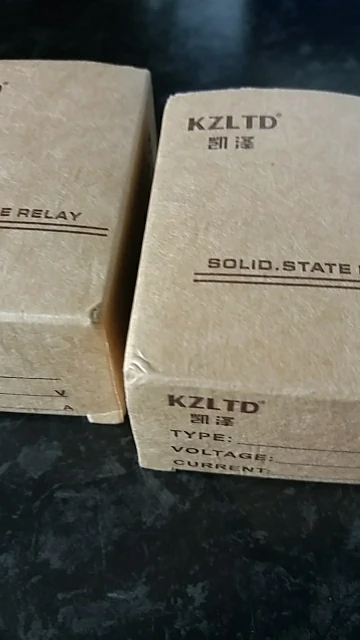 E RELAY
V
A
KZLTD®
凯泽
SOLID.STATE
KZLTD
凯泽
TYPE:
VOLTAGE:
CURRENT: